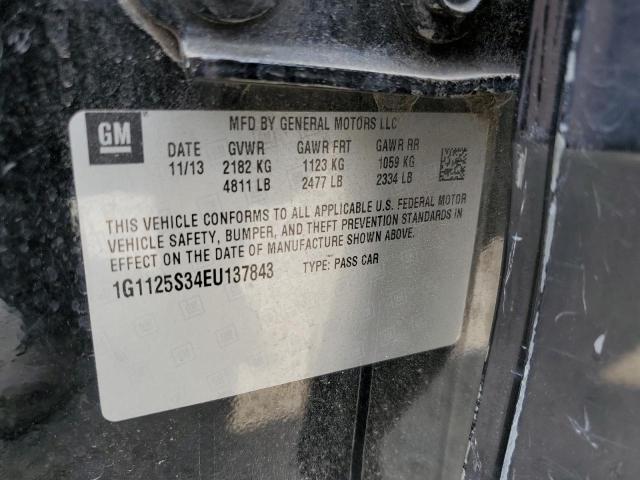 GM
MFD BY GENERAL MOTORS LLC
DATE GVWR GAWR FRT GAWR RR
11/13 2182 KG 1123 KG 1059 KG
4811 LB 2477 LB 2334 LB
THIS VEHICLE CONFORMS TO ALL APPLICABLE U.S. FEDERAL MOTOR
VEHICLE SAFETY, BUMPER, AND THEFT PREVENTION STANDARDS IN
EFFECT ON THE DATE OF MANUFACTURE SHOWN ABOVE.
1G1125S34EU137843 TYPE: PASS CAR